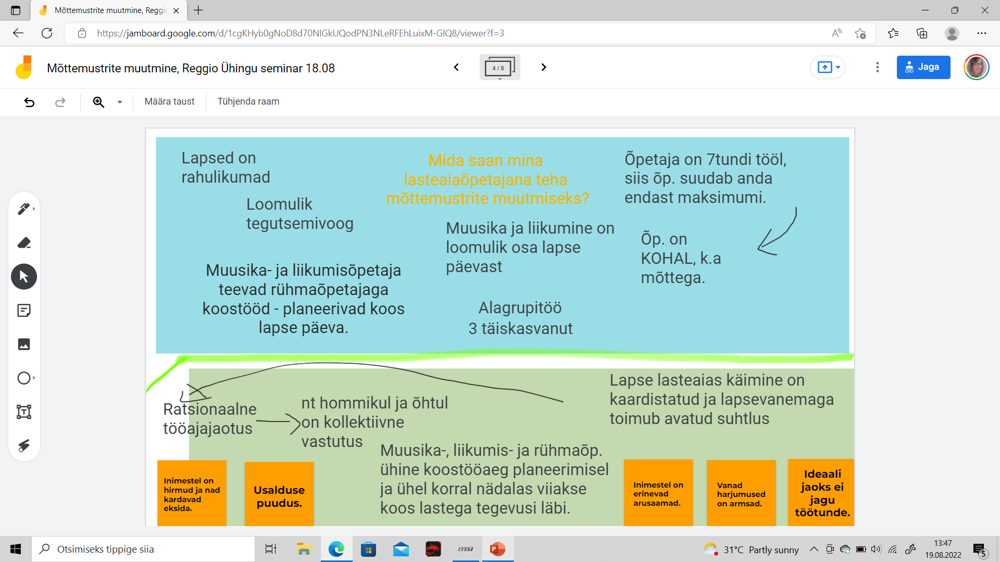 Mõttemustrite muutmine, Reggio
https://jamboard.google.com/d/1cgKHyb0gNoD8d70NIGkUQodPN3NLeRFEhLuixM-GIQ8/viewer?f=3
Mõttemustrite muutmine, Reggio Ühingu seminar 18.08
4 / 8
Jaga
Määra taust
Tühjenda raam
Lapsed on
rahulikumad
Loomulik
tegutsemivoog
Mida saan mina
lasteaiaõpetajana teha
mõttemustrite muutmiseks?
Õpetaja on 7tundi tööl,
siis õp. suudab anda
endast maksimumi.
Muusika ja liikumine on
loomulik osa lapse
päevast
Õp. on
KOHAL, k.a
mõttega.
Muusika- ja liikumisõpetaja
teevad rühmaõpetajaga
koostööd - planeerivad koos
lapse päeva.
Alagrupitöö
3 täiskasvanut
Ratsionaalne
tööajajaotus
nt hommikul ja õhtul
on kollektiivne
vastutus
Lapse lasteaias käimine on
kaardistatud ja lapsevanemaga
toimub avatud suhtlus
Muusika-, liikumis- ja rühmaõp.
ühine koostööaeg planeerimisel
ja ühel korral nädalas viiakse
koos lastega tegevusi läbi.
Inimestel on
hirmud ja nad
kardavad
eksida.
Usalduse
puudus.
Inimestel on
erinevad
arusaamad.
Vanad
harjumused
on armsad.
Ideaali
jaoks ei
jagu
töötunde.
Otsimiseks tippige siia
msi
31°C Partly sunny
13:47
19.08.2022
5